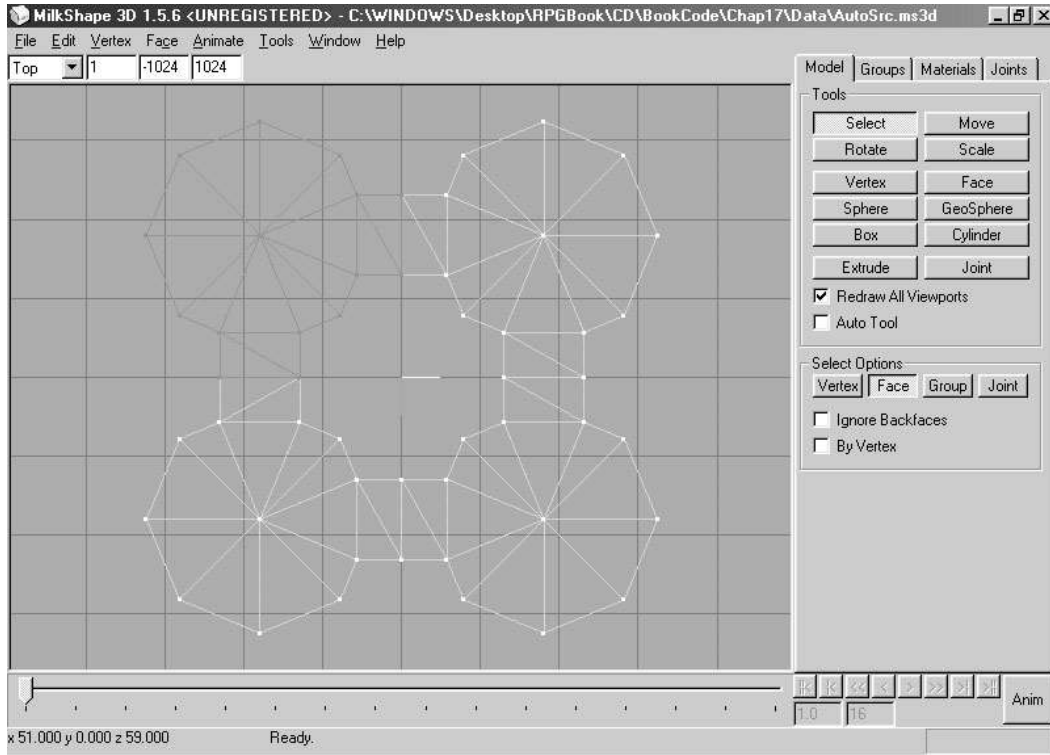 MilkShape 3D 1.5.6 <UNREGISTERED> - C:\WINDOWS\Desktop\RPGBook\CD\BookCode\Chap17\Data\AutoSrc.ms3d
File Edit Vertex Face Animate Tools Window Help
Top 1 -1024 1024
Model Groups Materials Joints
Tools
Select Move
Rotate Scale
Vertex Face
Sphere GeoSphere
Box Cylinder
Extrude Joint
Redraw All Viewports
Auto Tool
Select Options
Vertex Face Group Joint
Ignore Backfaces
By Vertex
Anim
1.0 16
x 51.000 y 0.000 z 59.000 Ready.